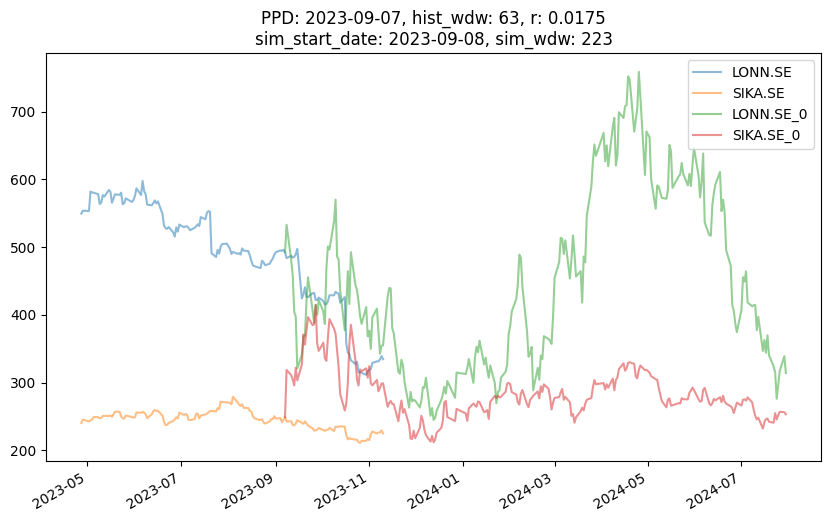 PPD: 2023-09-07, hist_wdw: 63, r: 0.0175
sim_start_date: 2023-09-08, sim_wdw: 223
LONN.SE
SIKA.SE
LONN.SE_0
SIKA.SE_0
700
600
500
400
300
200
2023-05
2023-07
2023-09
2023-11
2024-01
2024-03
2024-05
2024-07